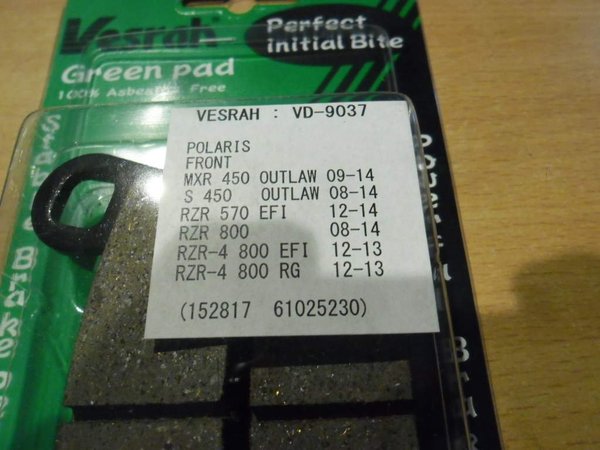 Vesrah
Perfect
initial Bite
Green pad
100% Asbestos Free
VESRAH : VD-9037
POLARIS
FRONT
MXR 450 OUTLAW 09-14
S 450 OUTLAW 08-14
RZR 570 EFI 12-14
RZR 800 08-14
RZR-4 800 EFI 12-13
RZR-4 800 RG 12-13
(152817 61025230)